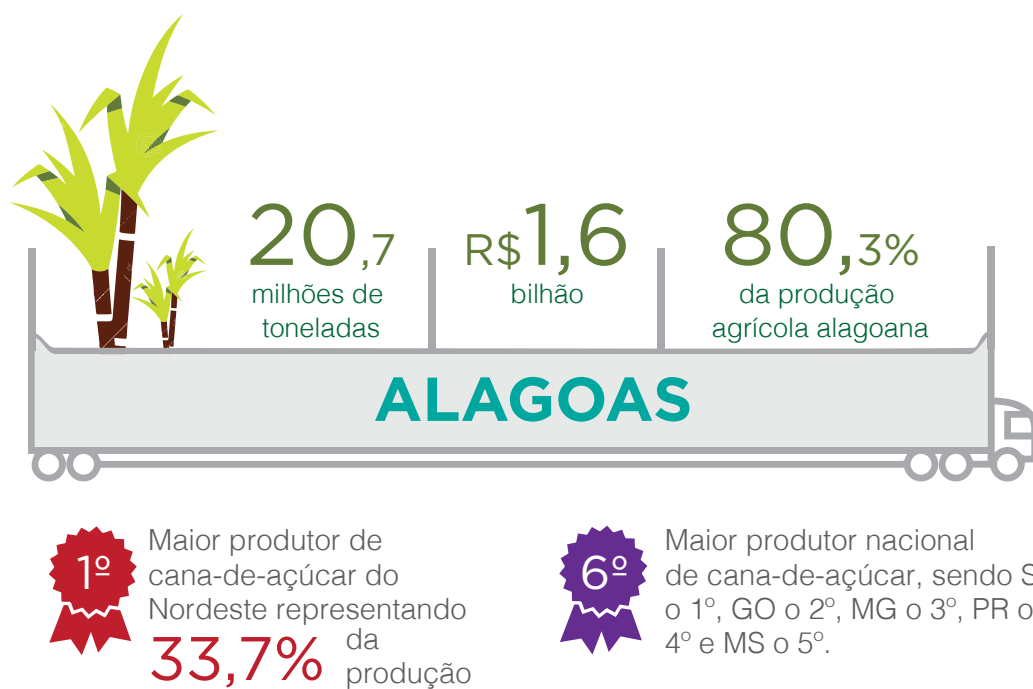 20,7
milhões de
toneladas
R$1,6
bilhão
80,3%
da produção
agrícola alagoana
ALAGOAS
1º
Maior produtor de
cana-de-açúcar do
Nordeste representando
33,7% da
produção
6º
Maior produtor nacional
de cana-de-açúcar, sendo S
o 1º, GO o 2º, MG o 3º, PR o
4º e MS o 5º.